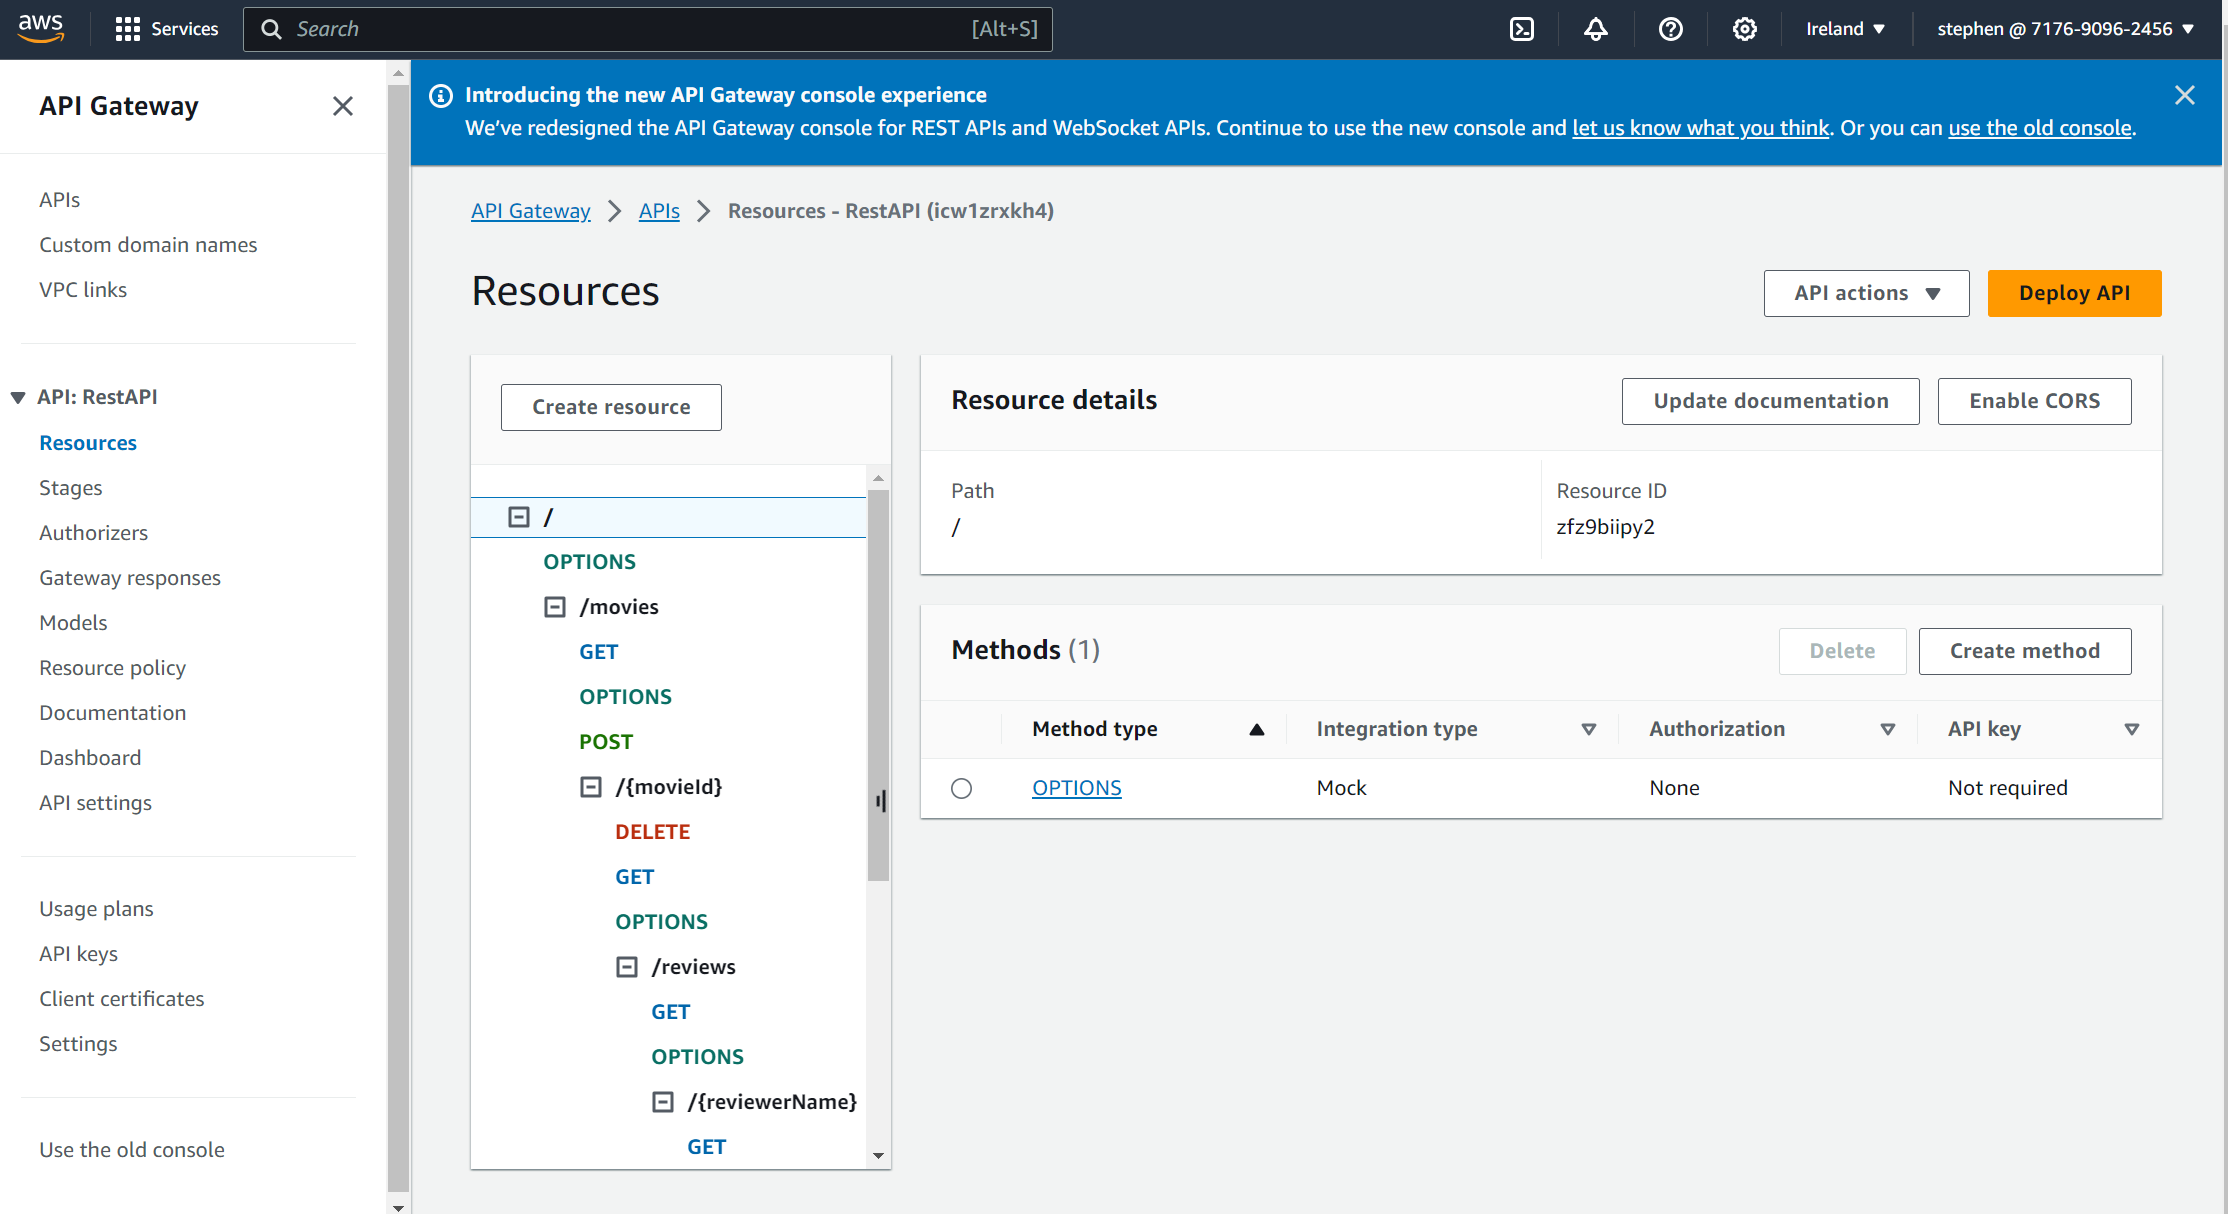 aws
Services
Search
[Alt+S]
Ireland
stephen @ 7176-9096-2456
API Gateway
APIs
Custom domain names
VPC links
API: RestAPI
Resources
Stages
Authorizers
Gateway responses
Models
Resource policy
Documentation
Dashboard
API settings
Usage plans
API keys
Client certificates
Settings
Use the old console
Introducing the new API Gateway console experience
We’ve redesigned the API Gateway console for REST APIs and WebSocket APIs. Continue to use the new console and let us know what you think. Or you can use the old console.
API Gateway
APIs
Resources - RestAPI (icw1zrxkh4)
Resources
API actions
Deploy API
Create resource
/
OPTIONS
/movies
GET
OPTIONS
POST
/{movieId}
DELETE
GET
OPTIONS
/reviews
GET
OPTIONS
/{reviewerName}
GET
Resource details
Update documentation
Enable CORS
Path
/
Resource ID
zfz9biipy2
Methods (1)
Delete
Create method
Method type
Integration type
Authorization
API key
OPTIONS
Mock
None
Not required